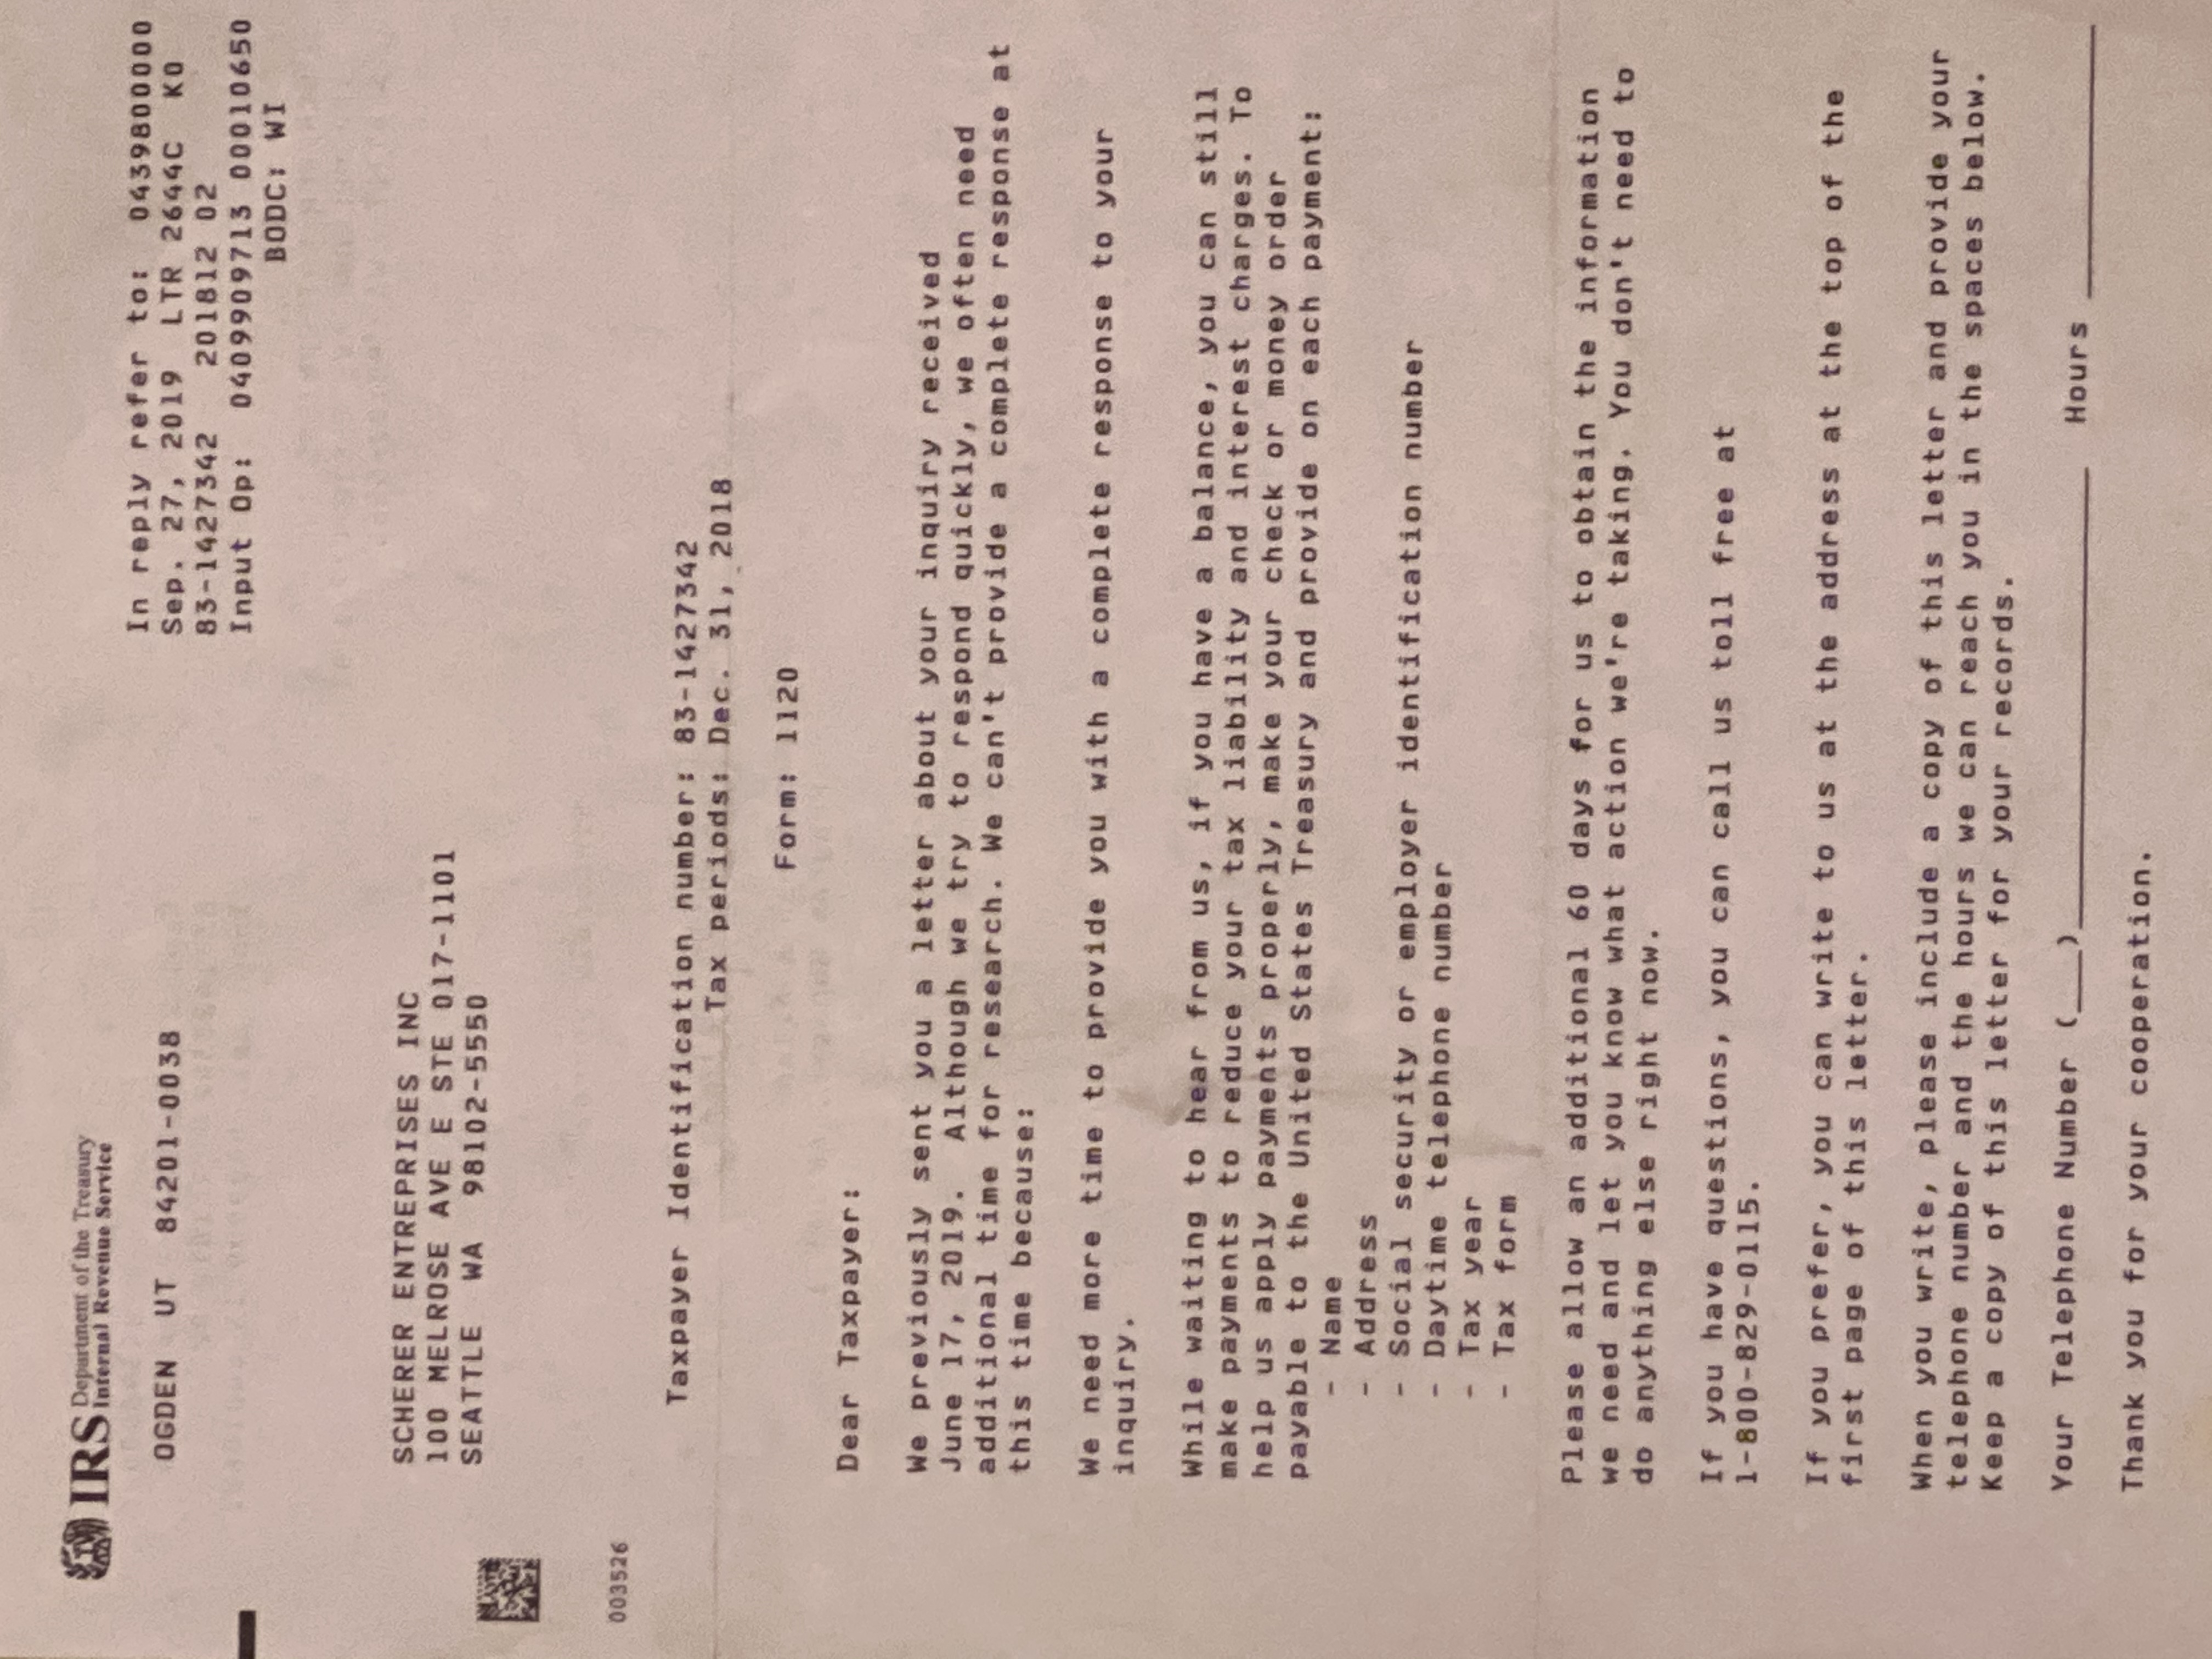 IRS Department of the Treasury
Internal Revenue Service
OGDEN UT 84201-0038
In reply refer to: 0439800000
Sep. 27, 2019 LTR 2644C K0
83-1427342 201812 02
Input Op: 0409909713 00010650
BODC: WI
SCHERER ENTREPRISES INC
100 MELROSE AVE E STE 017-1101
SEATTLE WA 98102-5550
003526
Taxpayer Identification number: 83-1427342
Tax periods: Dec. 31, 2018
Form: 1120
Dear Taxpayer:
We previously sent you a letter about your inquiry received
June 17, 2019. Although we try to respond quickly, we often need
additional time for research. We can't provide a complete response at
this time because:
We need more time to provide you with a complete response to your
inquiry.
While waiting to hear from us, if you have a balance, you can still
make payments to reduce your tax liability and interest charges. To
help us apply payments properly, make your check or money order
payable to the United States Treasury and provide on each payment:
- Name
- Address
- Social security or employer identification number
- Daytime telephone number
- Tax year
- Tax form
Please allow an additional 60 days for us to obtain the information
we need and let you know what action we're taking. You don't need to
do anything else right now.
If you have questions, you can call us toll free at
1-800-829-0115.
If you prefer, you can write to us at the address at the top of the
first page of this letter.
When you write, please include a copy of this letter and provide your
telephone number and the hours we can reach you in the spaces below.
Keep a copy of this letter for your records.
Your Telephone Number (___)____________________ Hours ____________
Thank you for your cooperation.